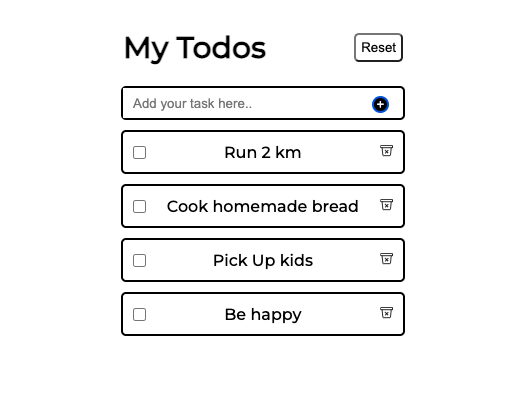 My Todos
Reset
Add your task here..
Run 2 km
Cook homemade bread
Pick Up kids
Be happy